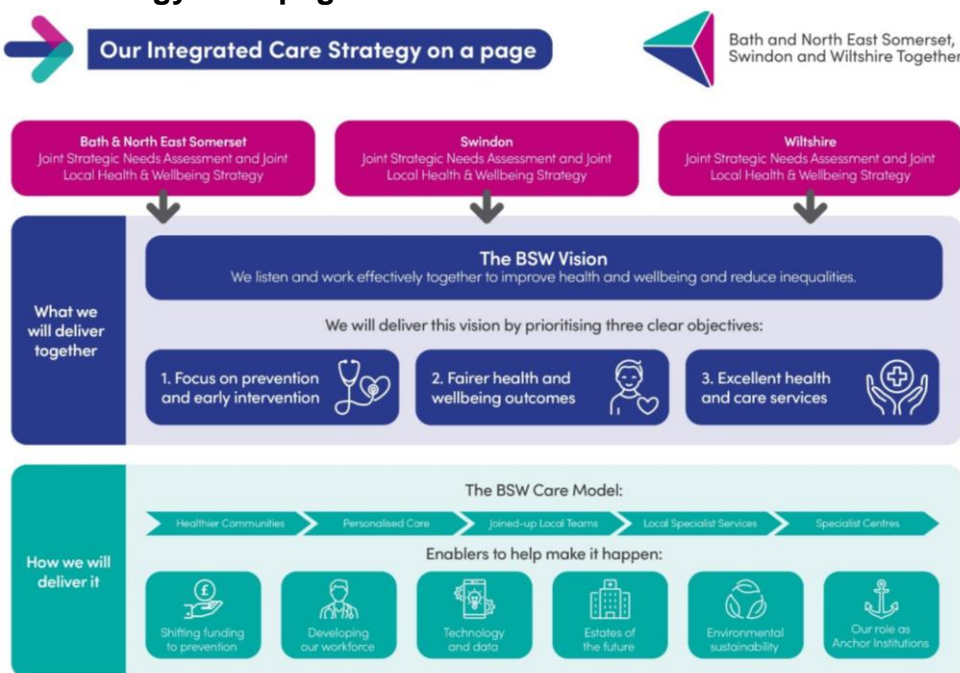 Our Integrated Care Strategy on a page
Bath and North East Somerset,
Swindon and Wiltshire Together
Bath & North East Somerset
Joint Strategic Needs Assessment and Joint
Local Health & Wellbeing Strategy
Swindon
Joint Strategic Needs Assessment and Joint
Local Health & Wellbeing Strategy
Wiltshire
Joint Strategic Needs Assessment and Joint
Local Health & Wellbeing Strategy
What we
will deliver
together
The BSW Vision
We listen and work effectively together to improve health and wellbeing and reduce inequalities.
We will deliver this vision by prioritising three clear objectives:
1. Focus on prevention
and early intervention
2. Fairer health and
wellbeing outcomes
3. Excellent health
and care services
How we will
deliver it
The BSW Care Model:
Healthier Communities
Personalised Care
Joined-up Local Teams
Local Specialist Services
Specialist Centres
Enablers to help make it happen:
£
Shifting funding
to prevention
Developing
our workforce
Technology
and data
Estates of
the future
Environmental
sustainability
Our role as
Anchor Institutions